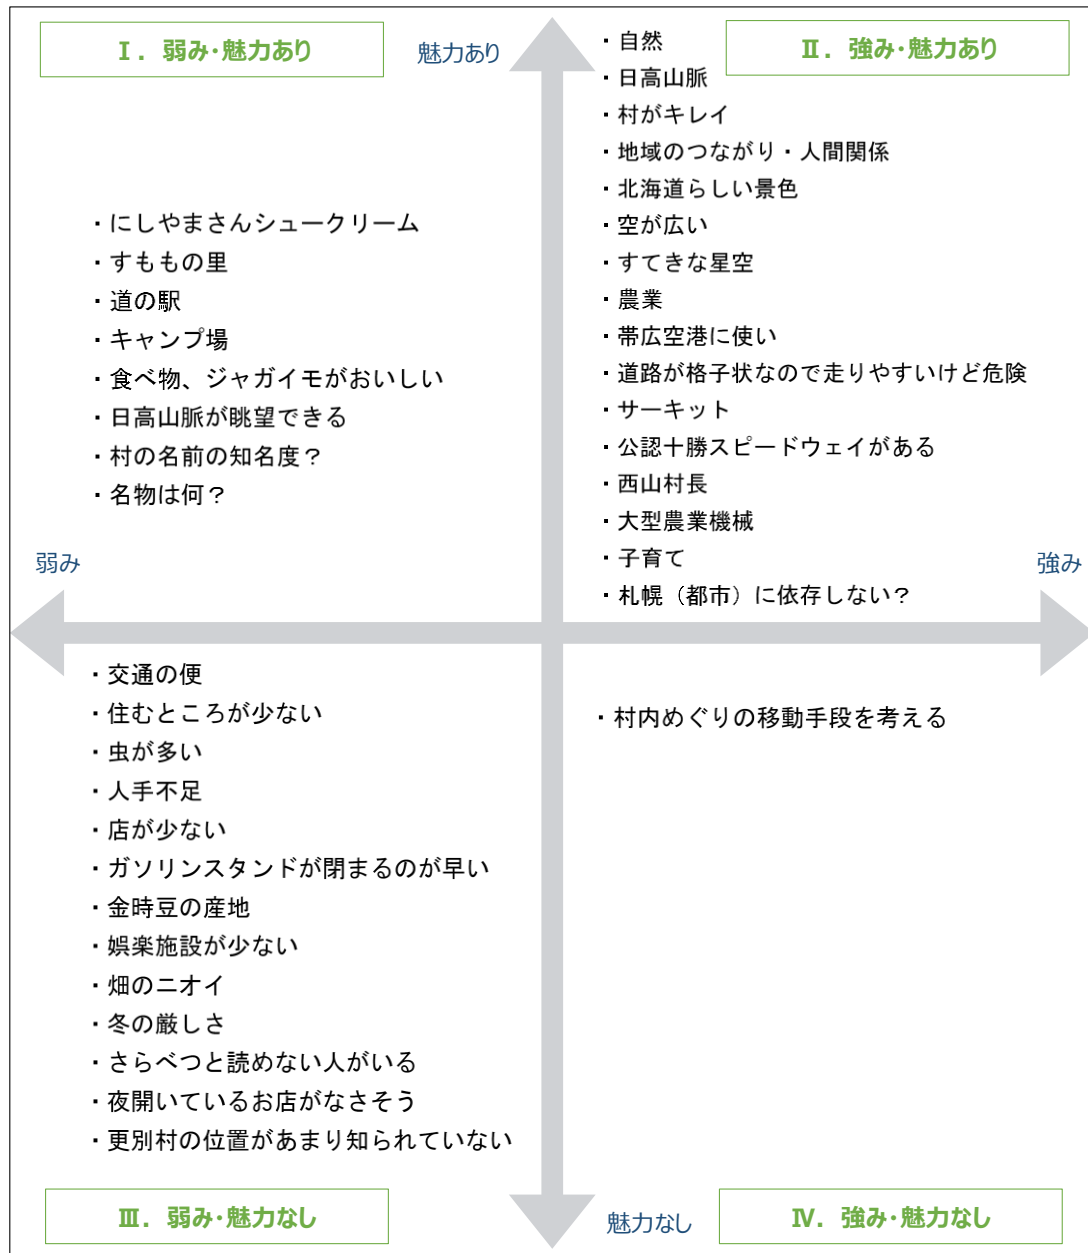 Ⅰ．弱み・魅力あり
魅力あり
Ⅱ．強み・魅力あり
・にしやまさんシュークリーム
・すももの里
・道の駅
・キャンプ場
・食べ物、ジャガイモがおいしい
・日高山脈が眺望できる
・村の名前の知名度？
・名物は何？
・自然
・日高山脈
・村がキレイ
・地域のつながり・人間関係
・北海道らしい景色
・空が広い
・すてきな星空
・農業
・帯広空港に使い
・道路が格子状なので走りやすいけど危険
・サーキット
・公認十勝スピードウェイがある
・西山村長
・大型農業機械
・子育て
・札幌（都市）に依存しない？
弱み
強み
・交通の便
・住むところが少ない
・虫が多い
・人手不足
・店が少ない
・ガソリンスタンドが閉まるのが早い
・金時豆の産地
・娯楽施設が少ない
・畑のニオイ
・冬の厳しさ
・さらべつと読めない人がいる
・夜開いているお店がなさそう
・更別村の位置があまり知られていない
・村内めぐりの移動手段を考える
Ⅲ．弱み・魅力なし
魅力なし
Ⅳ．強み・魅力なし